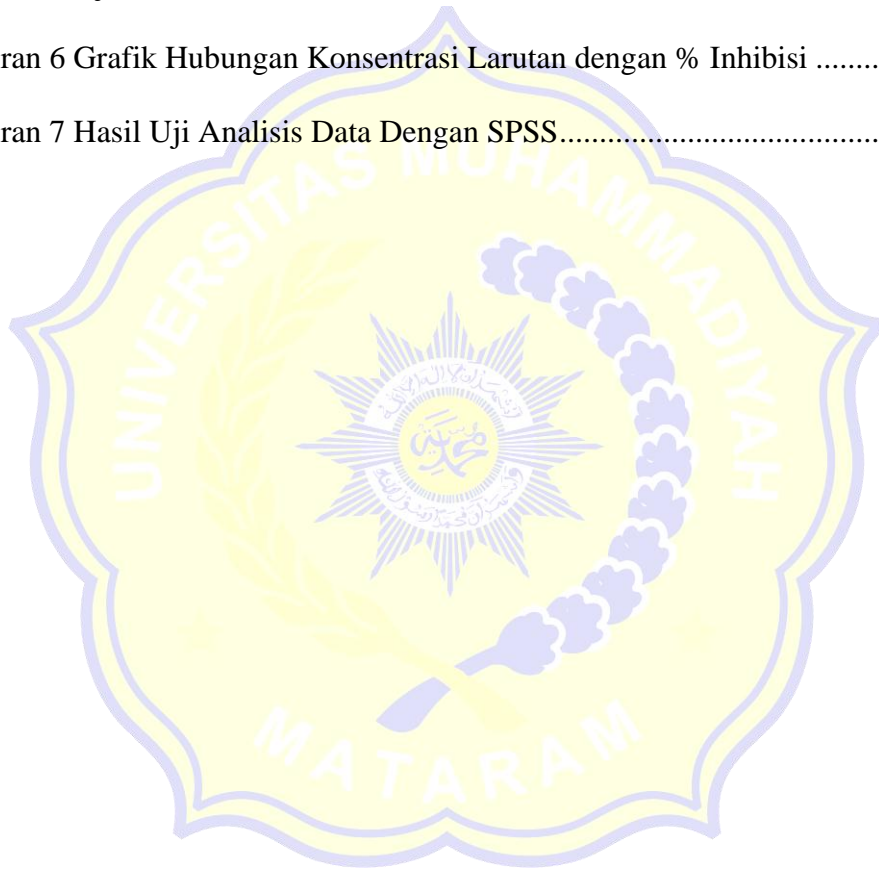 ran 6 Grafik Hubungan Konsentrasi Larutan dengan % Inhibisi ........
ran 7 Hasil Uji Analisis Data Dengan SPSS...................................
UNIVERSITAS MUHAMMADIYAH
MATARAM